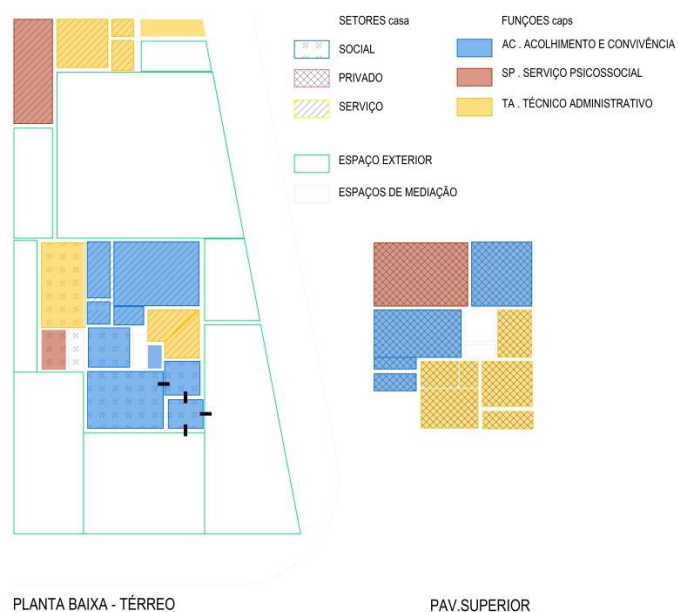 SETORES casa
FUNÇOES caps
SOCIAL
AC . ACOLHIMENTO E CONVIVÊNCIA
PRIVADO
SP . SERVIÇO PSICOSSOCIAL
SERVIÇO
TA . TÉCNICO ADMINISTRATIVO
ESPAÇO EXTERIOR
ESPAÇOS DE MEDIAÇÃO
PLANTA BAIXA - TÉRREO
PAV.SUPERIOR